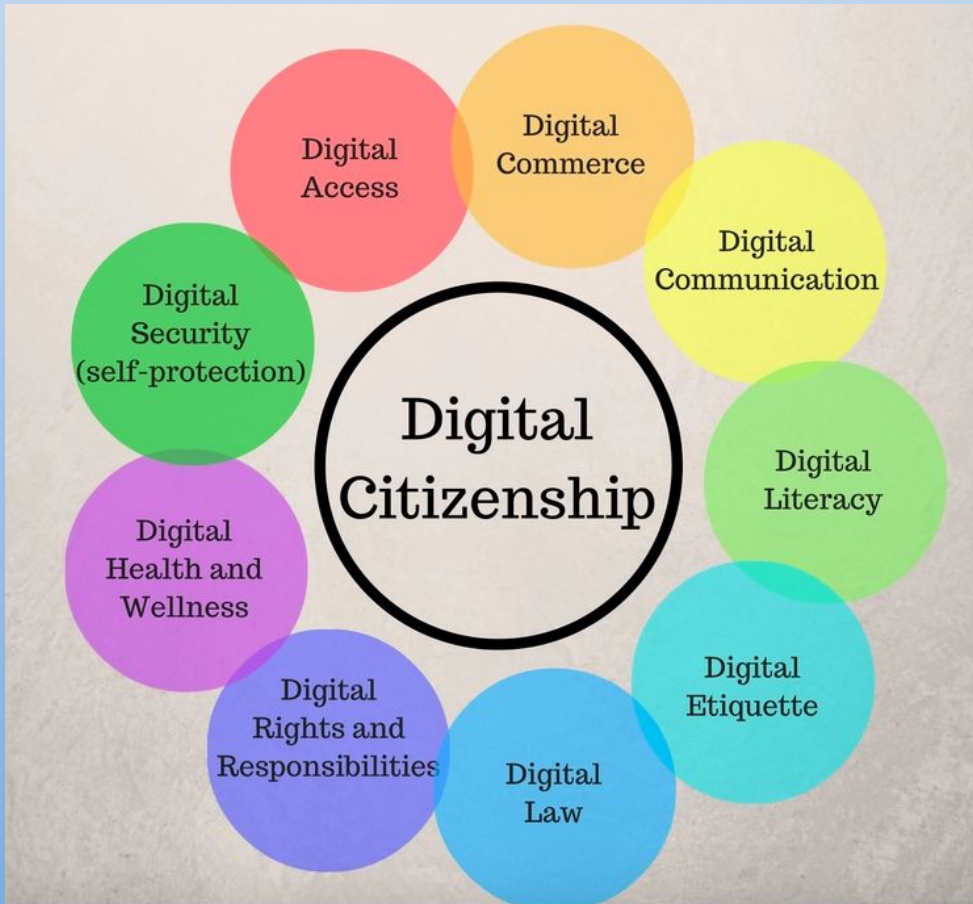 Digital
Access
Digital
Commerce
Digital
Communication
Digital
Literacy
Digital
Etiquette
Digital
Law
Digital
Rights and
Responsibilities
Digital
Health and
Wellness
Digital
Security
(self-protection)
Digital
Citizenship